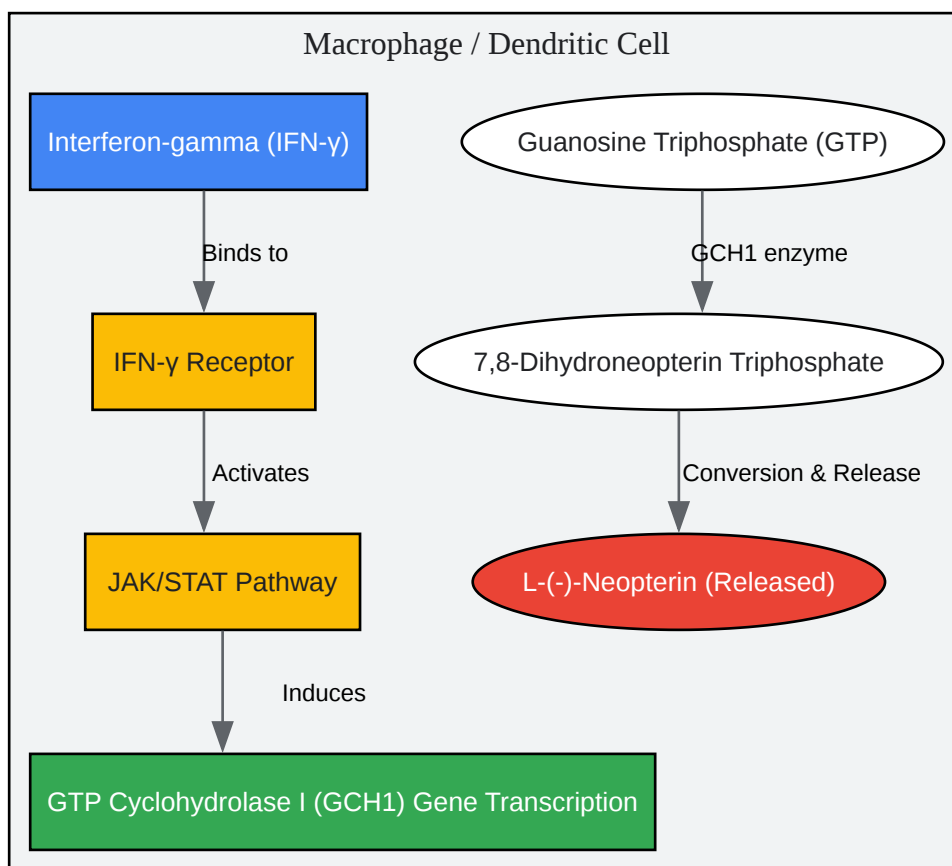 Macrophage / Dendritic Cell
Interferon-gamma (IFN-γ)
Binds to
IFN-γ Receptor
Activates
JAK/STAT Pathway
Induces
GTP Cyclohydrolase I (GCH1) Gene Transcription
Guanosine Triphosphate (GTP)
GCH1 enzyme
7,8-Dihydroneopterin Triphosphate
Conversion & Release
L-(-)-Neopterin (Released)